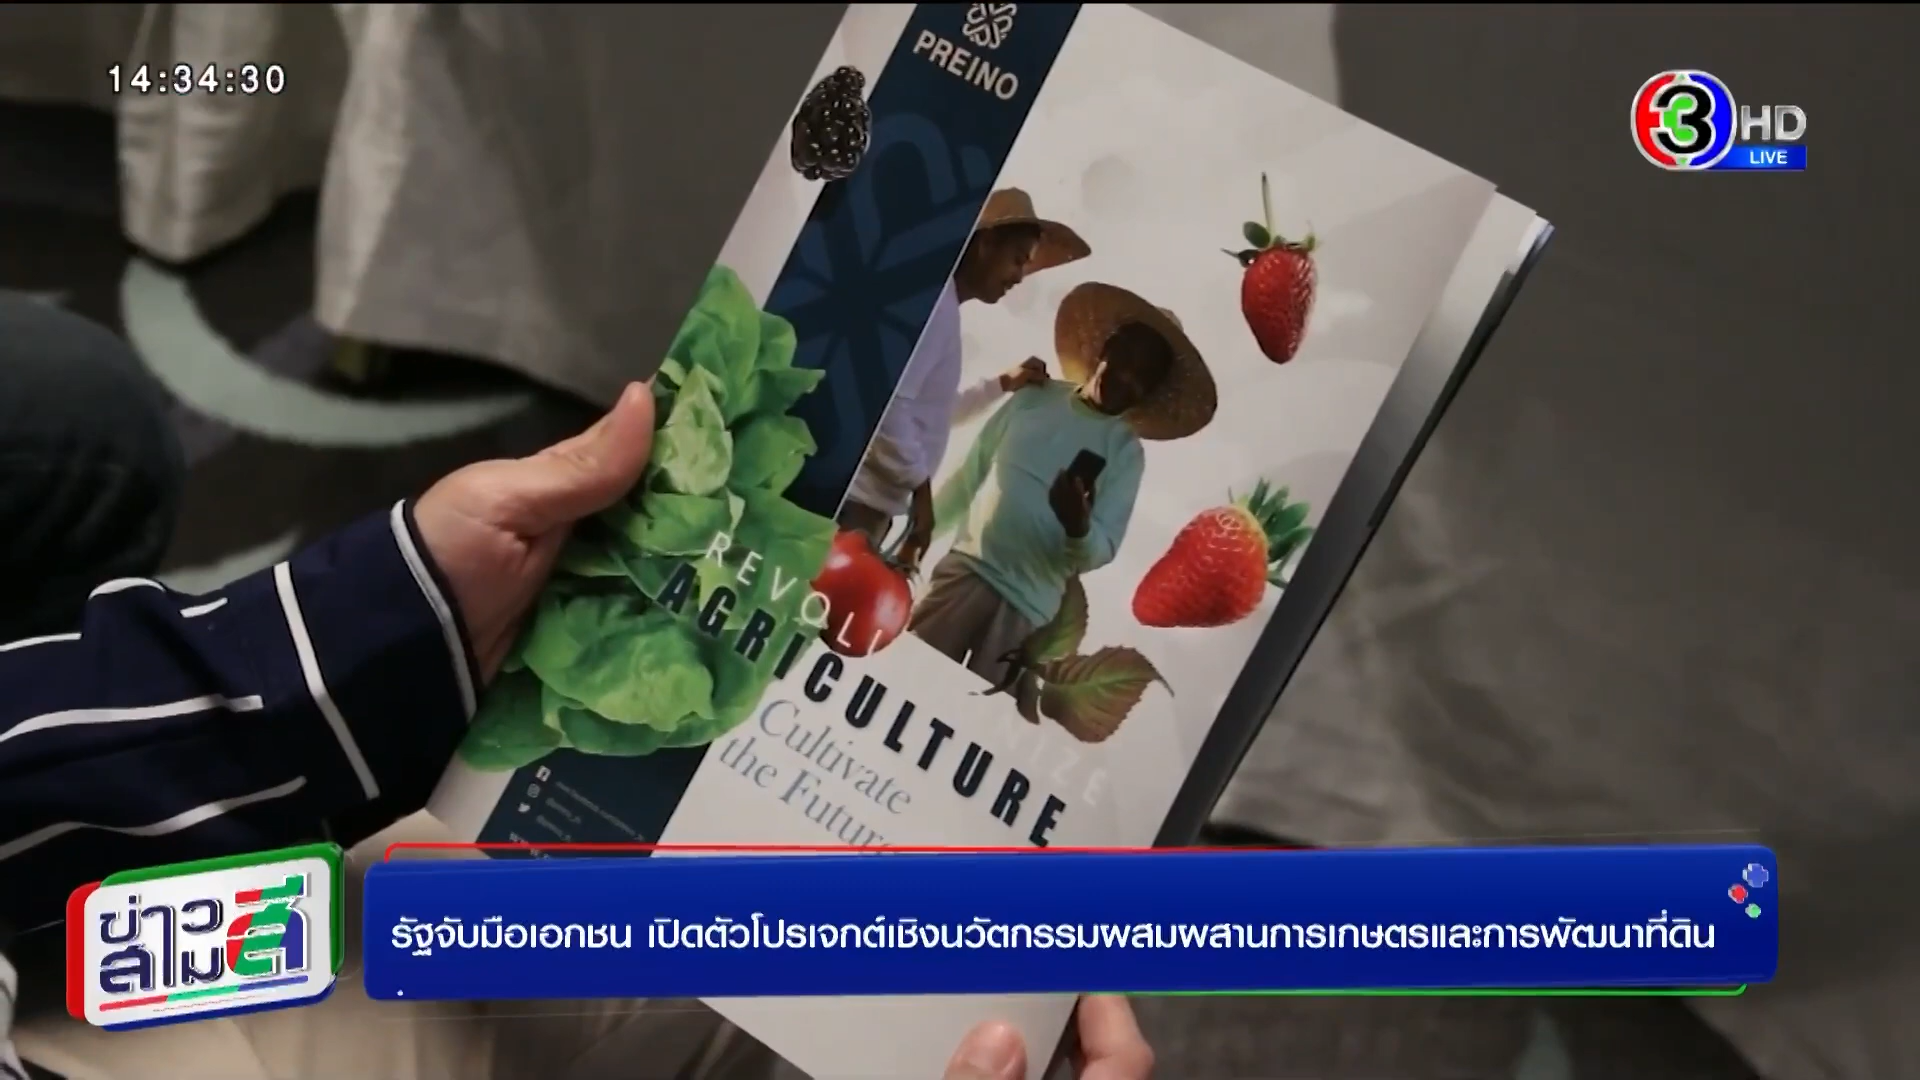 14:34:30
3 HD
LIVE
PREINO
REVOLUTIONIZE
AGRICULTURE
Cultivate
the Future
ข่าว
สามสี
รัฐจับมือเอกชน เปิดตัวโปรเจกต์เชิงนวัตกรรมผสมผสานการเกษตรและการพัฒนาที่ดิน